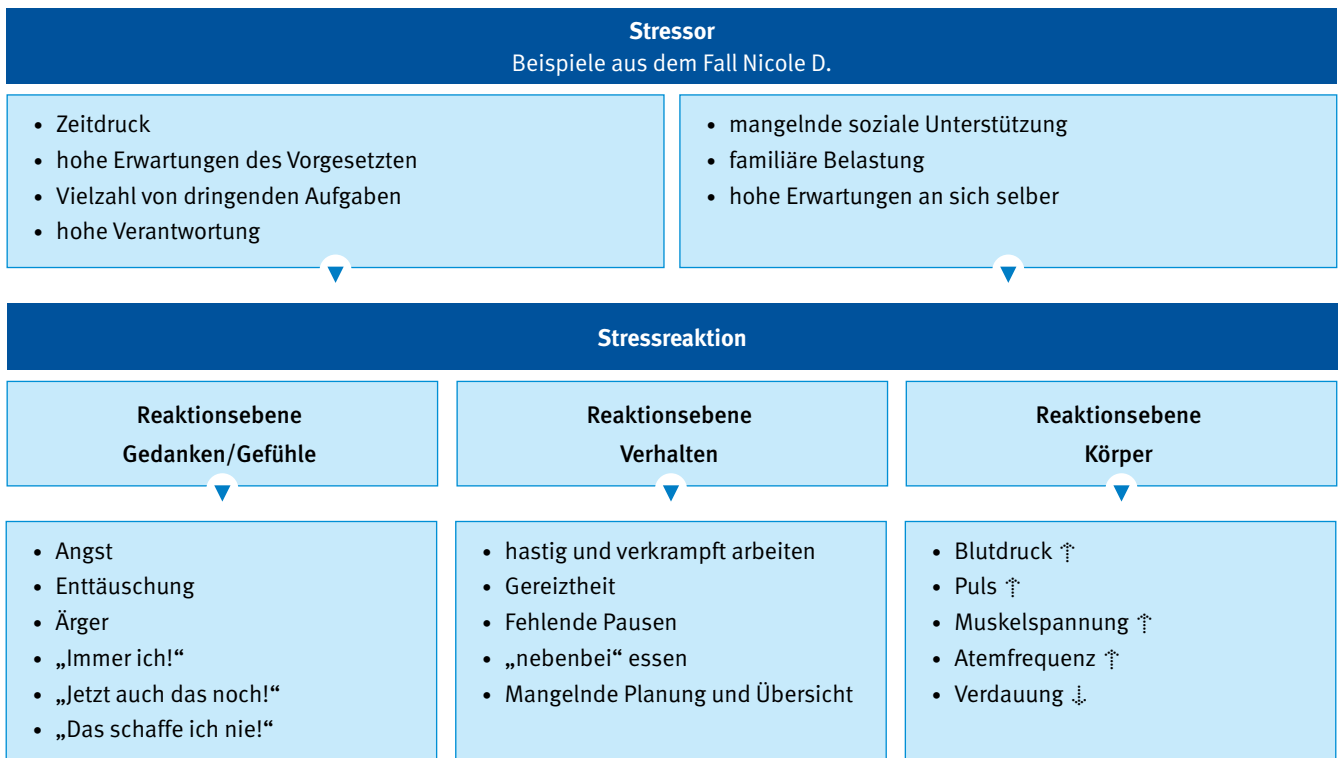 Stressor
Beispiele aus dem Fall Nicole D.
• Zeitdruck
• hohe Erwartungen des Vorgesetzten
• Vielzahl von dringenden Aufgaben
• hohe Verantwortung
• mangelnde soziale Unterstützung
• familiäre Belastung
• hohe Erwartungen an sich selber
Stressreaktion
Reaktionsebene
Gedanken/Gefühle
Reaktionsebene
Verhalten
Reaktionsebene
Körper
• Angst
• Enttäuschung
• Ärger
• „Immer ich!“
• „Jetzt auch das noch!“
• „Das schaffe ich nie!“
• hastig und verkrampft arbeiten
• Gereiztheit
• Fehlende Pausen
• „nebenbei“ essen
• Mangelnde Planung und Übersicht
• Blutdruck ⇡
• Puls ⇡
• Muskelspannung ⇡
• Atemfrequenz ⇡
• Verdauung ⇣